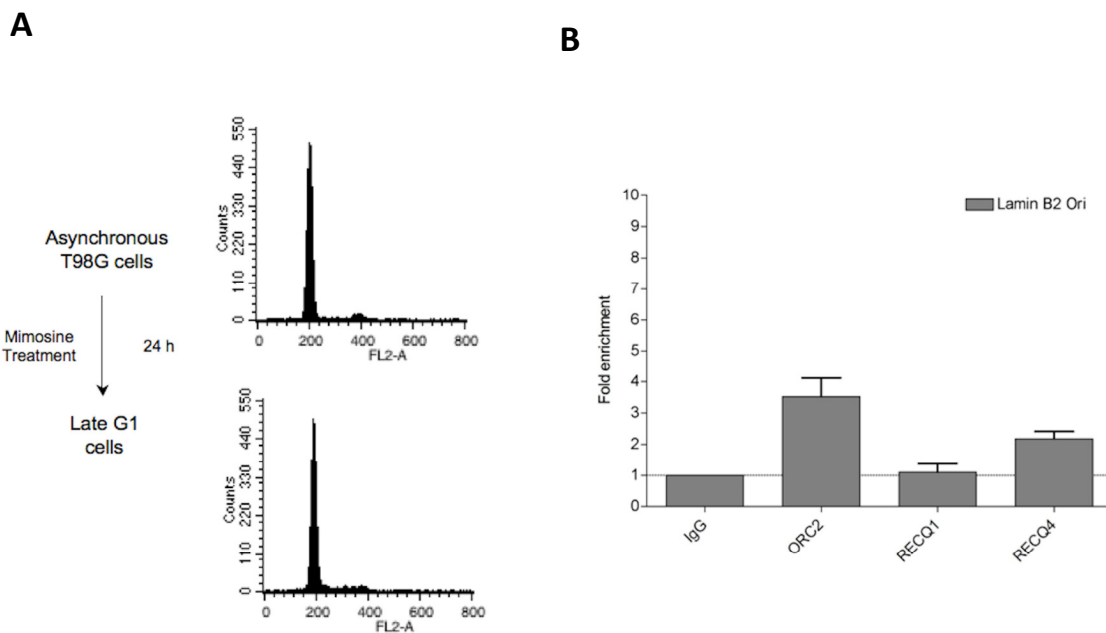 A
Asynchronous
T98G cells
Mimosine
Treatment
24 h
Late G1
cells
Counts
550
440
330
220
110
0
0 200 400 600 800
FL2-A
Counts
550
440
330
220
110
0
0 200 400 600 800
FL2-A
B
Lamin B2 Ori
Fold enrichment
10
9
8
7
6
5
4
3
2
1
0
IgG
ORC2
RECQ1
RECQ4